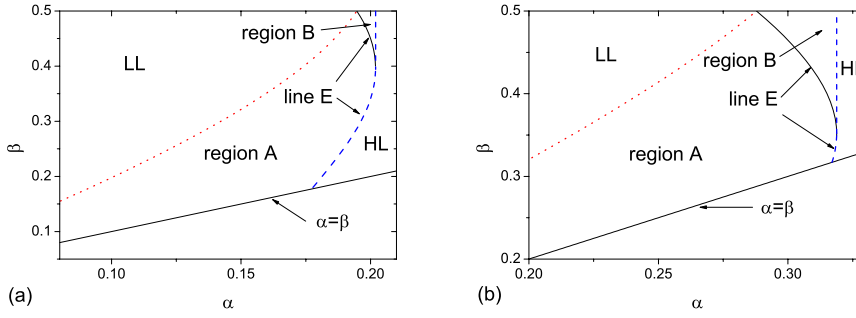 0.5
0.4
0.3
0.2
0.1
β
0.10
0.15
0.20
α
LL
region B
line E
region A
HL
α=β
(a)
0.5
0.4
0.3
0.2
β
0.20
0.25
0.30
α
LL
region B
HL
line E
region A
α=β
(b)